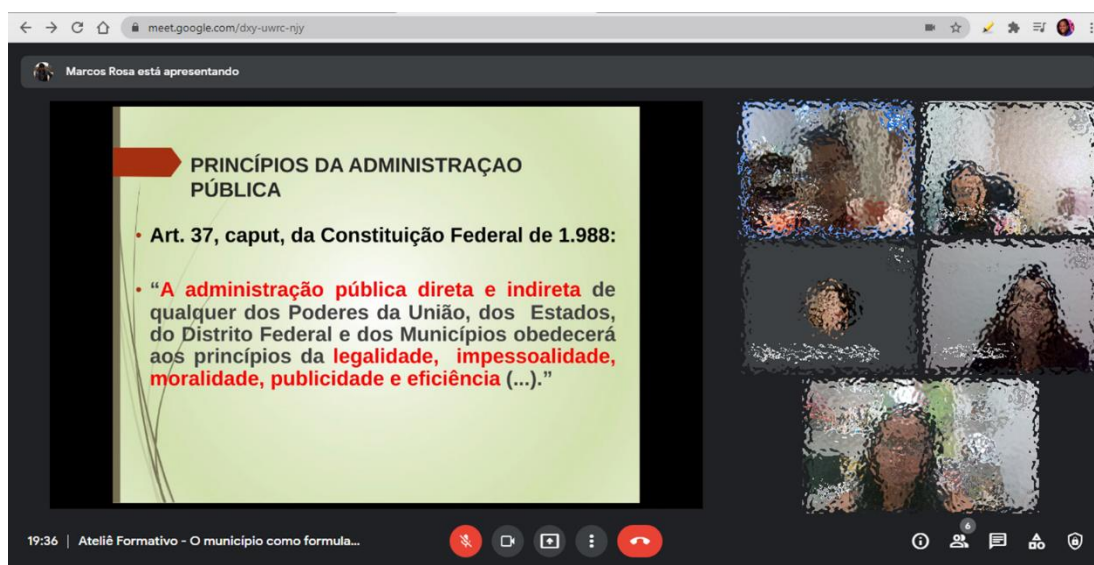 meet.google.com/dxy-uwrc-njy
Marcos Rosa está apresentando
PRINCÍPIOS DA ADMINISTRAÇAO
PÚBLICA
• Art. 37, caput, da Constituição Federal de 1.988:
• “A administração pública direta e indireta de
qualquer dos Poderes da União, dos Estados,
do Distrito Federal e dos Municípios obedecerá
aos princípios da legalidade, impessoalidade,
moralidade, publicidade e eficiência (...).”
19:36 | Ateliê Formativo - O município como formula...
6